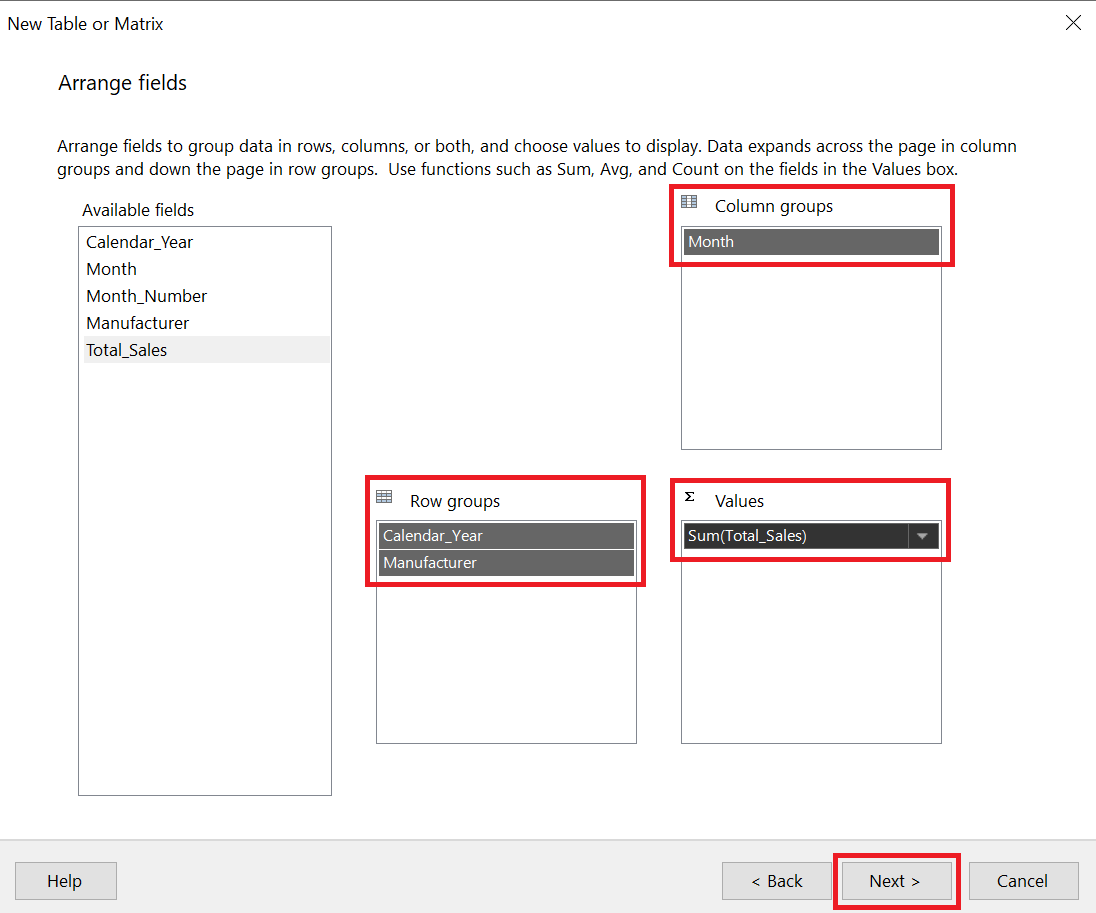 New Table or Matrix
Arrange fields
Arrange fields to group data in rows, columns, or both, and choose values to display. Data expands across the page in column
groups and down the page in row groups.  Use functions such as Sum, Avg, and Count on the fields in the Values box.
Available fields
Calendar_Year
Month
Month_Number
Manufacturer
Total_Sales
Column groups
Month
Row groups
Calendar_Year
Manufacturer
Σ Values
Sum(Total_Sales)
Help
< Back
Next >
Cancel